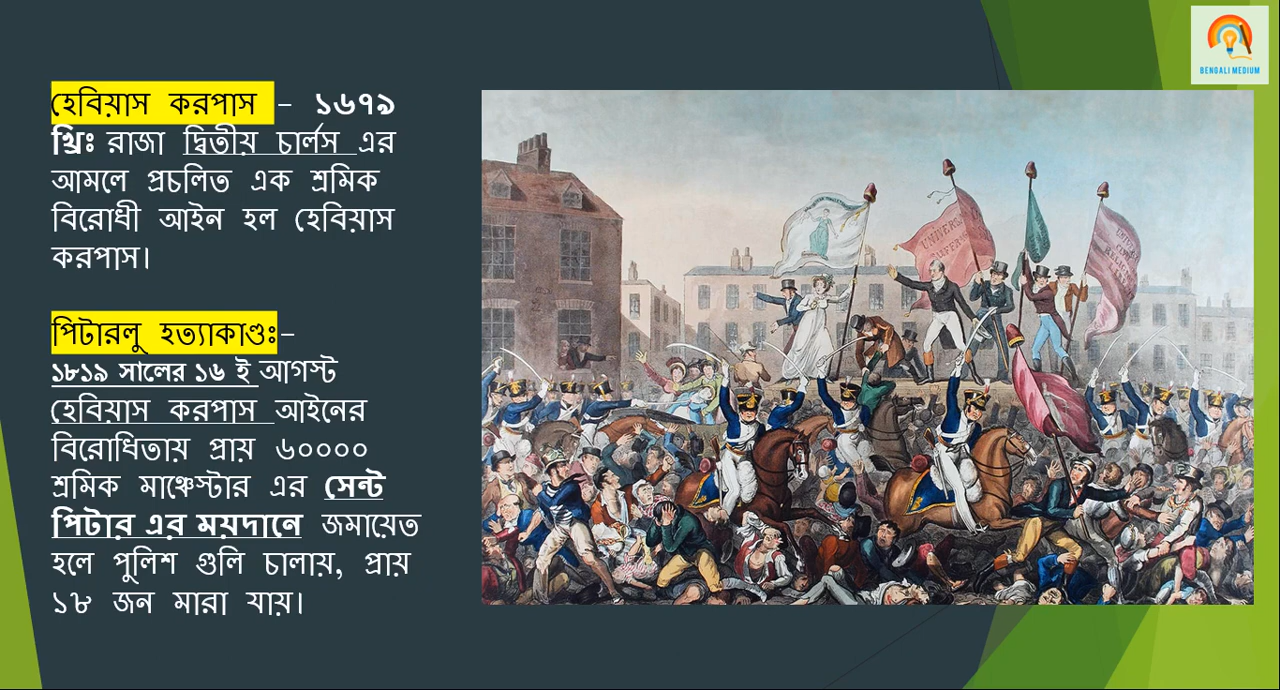 হেবিয়াস করপাস – ১৬৭৯
খ্রিঃ রাজা দ্বিতীয় চার্লস এর
আমলে প্রচলিত এক শ্রমিক
বিরোধী আইন হল হেবিয়াস
করপাস।
পিটারলু হত্যাকাণ্ডঃ–
১৮১৯ সালের ১৬ ই আগস্ট
হেবিয়াস করপাস আইনের
বিরোধিতায় প্রায় ৬০০০০
শ্রমিক মাঞ্চেস্টার এর সেন্ট
পিটার এর ময়দানে জমায়েত
হলে পুলিশ গুলি চালায়, প্রায়
১৮ জন মারা যায়।
BENGALI MEDIUM
UNIVERSAL